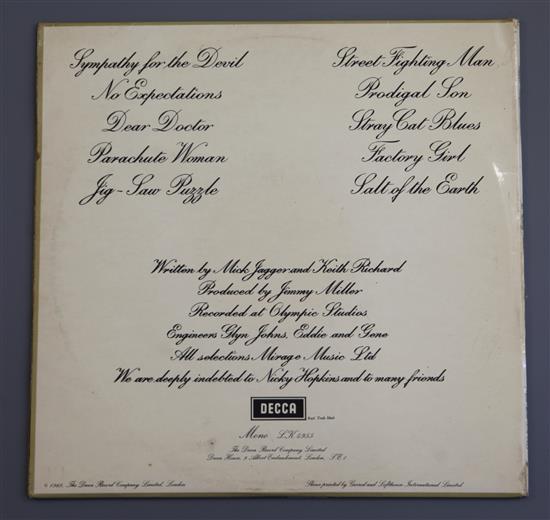 Sympathy for the Devil
No Expectations
Dear Doctor
Parachute Woman
Jig-Saw Puzzle
Street Fighting Man
Prodigal Son
Stray Cat Blues
Factory Girl
Salt of the Earth
Written by Mick Jagger and Keith Richard
Produced by Jimmy Miller
Recorded at Olympic Studios
Engineers Glyn Johns, Eddie and Gene
All selections Mirage Music Ltd
We are deeply indebted to Nicky Hopkins and to many friends
DECCA
Regd. Trade Mark
Mono LK 4955
The Decca Record Company Limited
Decca House, 9 Albert Embankment, London, S.E.1
© 1968, The Decca Record Company Limited, London
Sleeve printed by Garrod and Lofthouse International Limited